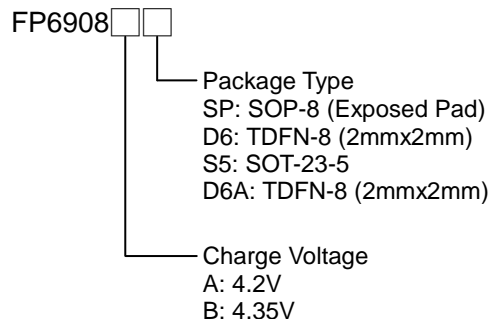 FP6908
Package Type
SP: SOP-8 (Exposed Pad)
D6: TDFN-8 (2mmx2mm)
S5: SOT-23-5
D6A: TDFN-8 (2mmx2mm)
Charge Voltage
A: 4.2V
B: 4.35V